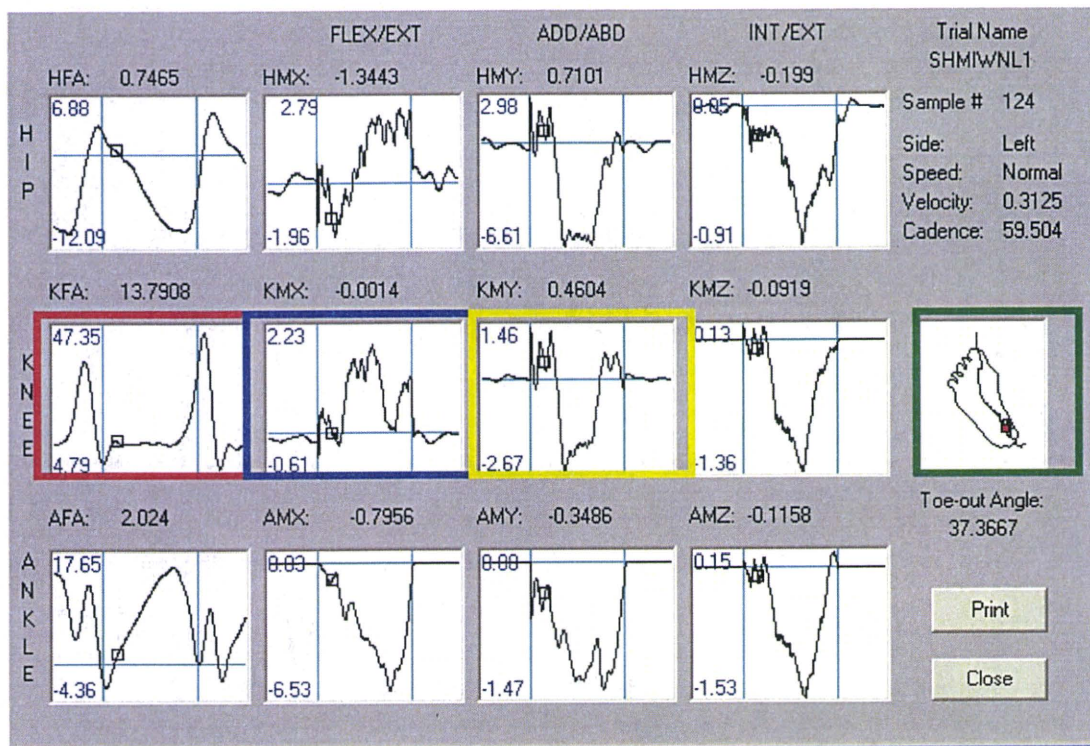 FLEX/EXT ADD/ABD INT/EXT Trial Name
SHMIWNL1
HFA: 0.7465 HMX: -1.3443 HMY: 0.7101 HMZ: -0.199
Sample # 124
6.88 2.79 2.98 0.05
HIP
Side: Left
Speed: Normal
Velocity: 0.3125
Cadence: 59.504
-12.09 -1.96 -6.61 -0.91
KFA: 13.7908 KMX: -0.0014 KMY: 0.4604 KMZ: -0.0919
47.35 2.23 1.46 0.13
KNEE
4.79 -0.61 -2.67 -1.36
Toe-out Angle:
37.3667
AFA: 2.024 AMX: -0.7956 AMY: -0.3486 AMZ: -0.1158
17.65 0.15
ANKLE
-4.36 -6.53 -1.47 -1.53
Print
Close